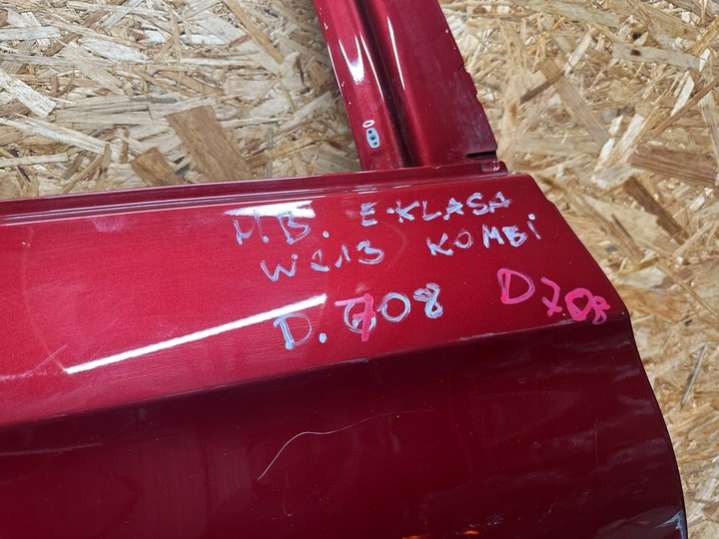 M.B. E-KLASA
W213 KOMBI
D.708 D708